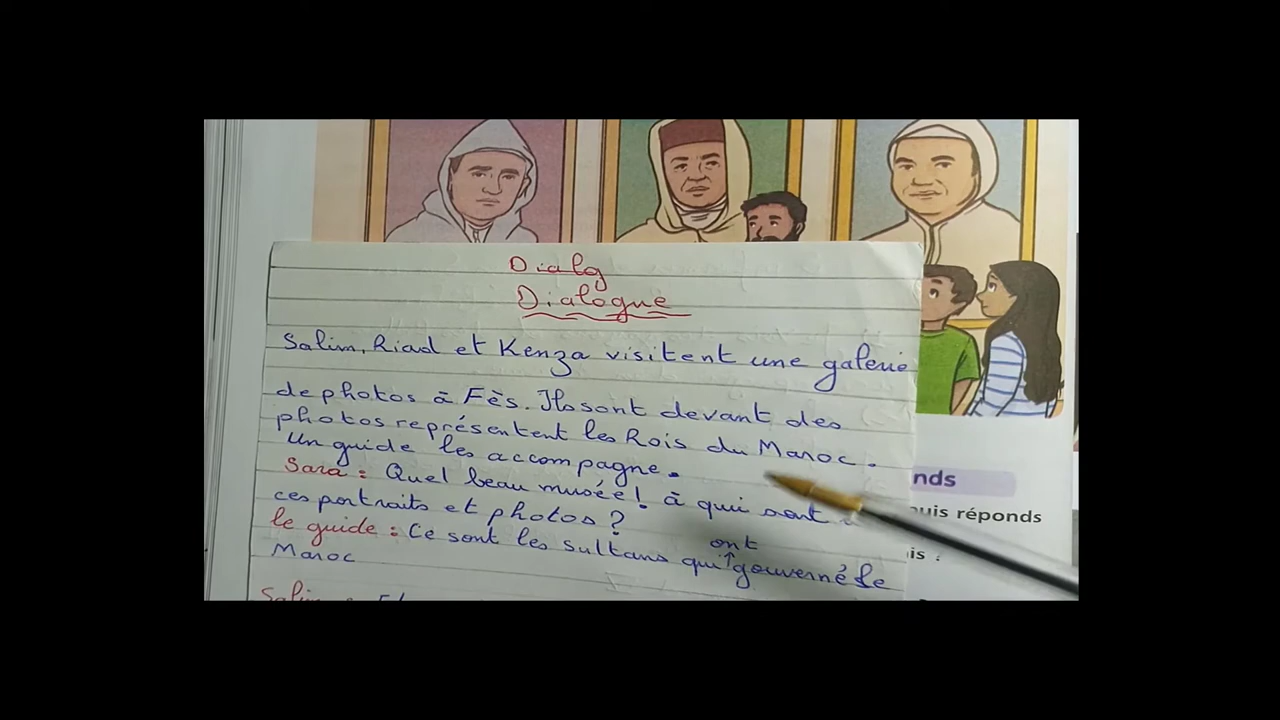 Dialg
Dialogue
Salim, Riad et Kenza visitent une galerie
de photos à Fès. Ils sont devant des
photos représentent les Rois du Maroc.
Un guide les accompagne.
Sara : Quel beau musée! à qui sont
ces portraits et photos ?
le guide : Ce sont les sultans qui ont gouverné le
Maroc
nds
uis réponds
is :